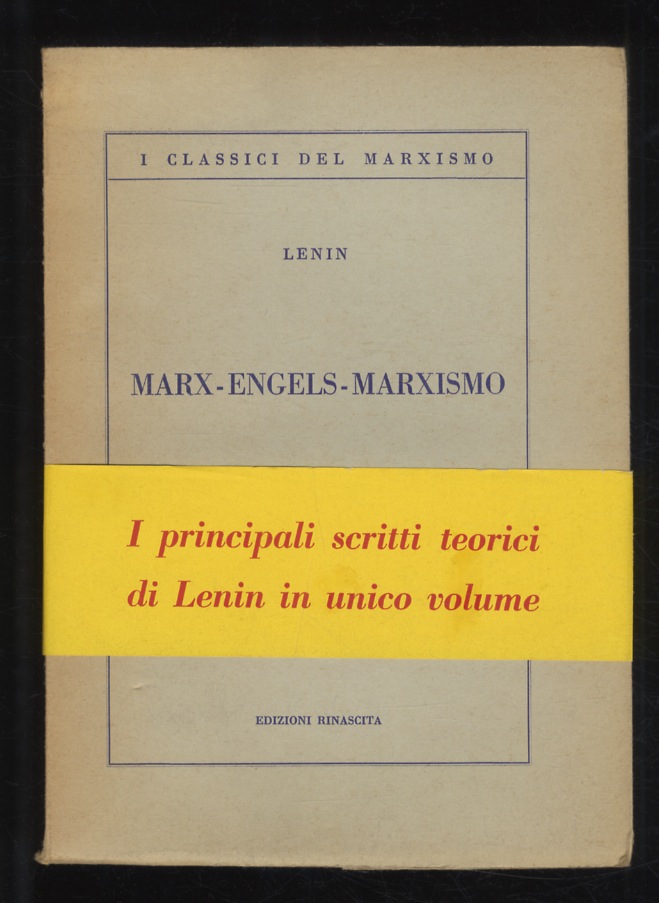 I CLASSICI DEL MARXISMO
LENIN
MARX-ENGELS-MARXISMO
I principali scritti teorici
di Lenin in unico volume
EDIZIONI RINASCITA